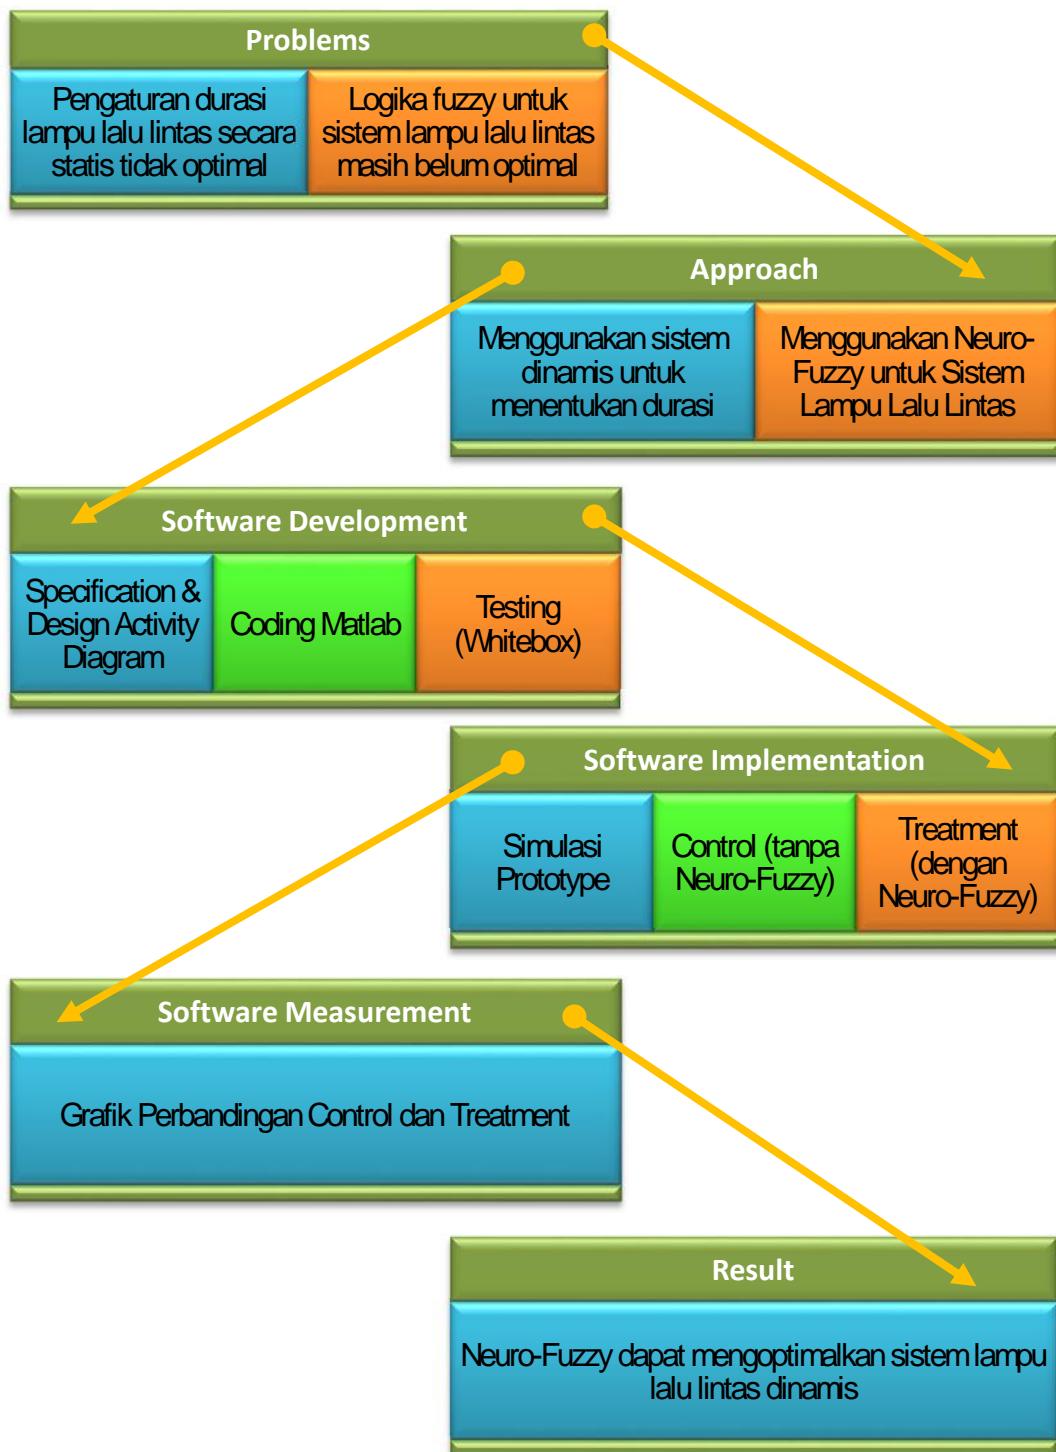 Problems
Pengaturan durasi
lampu lalu lintas secara
statis tidak optimal
Logika fuzzy untuk
sistem lampu lalu lintas
masih belum optimal
Approach
Menggunakan sistem
dinamis untuk
menentukan durasi
Menggunakan Neuro-
Fuzzy untuk Sistem
Lampu Lalu Lintas
Software Development
Specification &
Design Activity
Diagram
Coding Matlab
Testing
(Whitebox)
Software Implementation
Simulasi
Prototype
Control (tanpa
Neuro-Fuzzy)
Treatment
(dengan
Neuro-Fuzzy)
Software Measurement
Grafik Perbandingan Control dan Treatment
Result
Neuro-Fuzzy dapat mengoptimalkan sistem lampu
lalu lintas dinamis